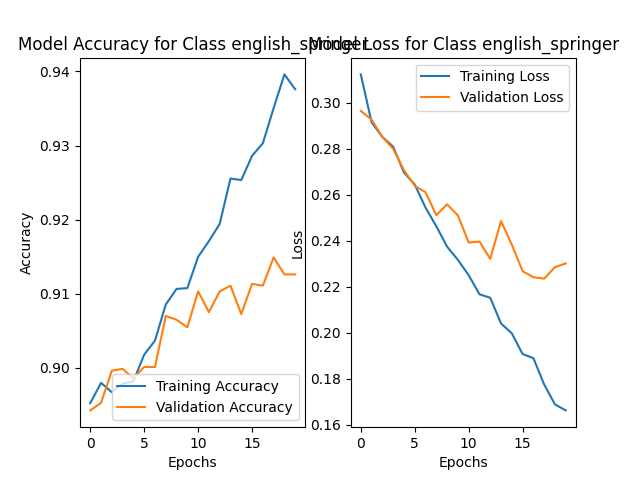 Model Accuracy for Class english_springer
Model Loss for Class english_springer
0.94
0.93
0.92
0.91
0.90
Accuracy
Training Accuracy
Validation Accuracy
0 5 10 15
Epochs
Training Loss
Validation Loss
0.30
0.28
0.26
0.24
0.22
0.20
0.18
0.16
Loss
0 5 10 15
Epochs